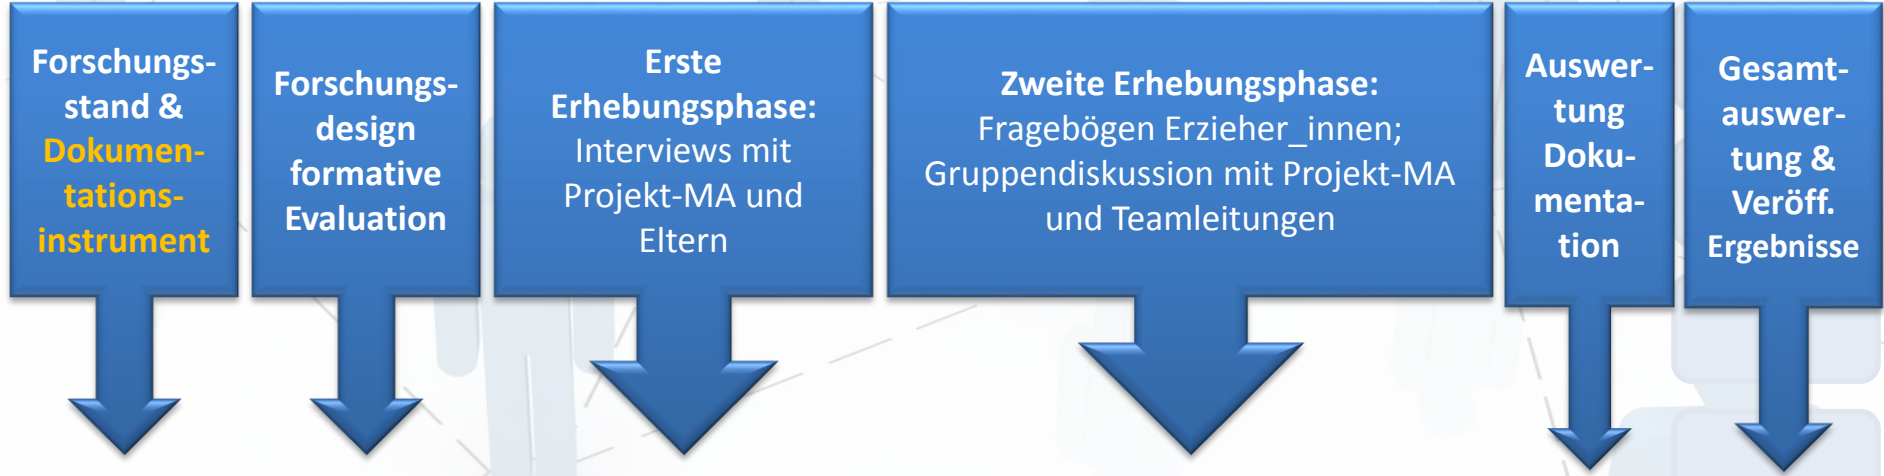 Forschungs-
stand &
Dokumen-
tations-
instrument
Forschungs-
design
formative
Evaluation
Erste
Erhebungsphase:
Interviews mit
Projekt-MA und
Eltern
Zweite Erhebungsphase:
Fragebögen Erzieher_innen;
Gruppendiskussion mit Projekt-MA
und Teamleitungen
Auswer-
tung
Doku-
menta-
tion
Gesamt-
auswer-
tung &
Veröff.
Ergebnisse